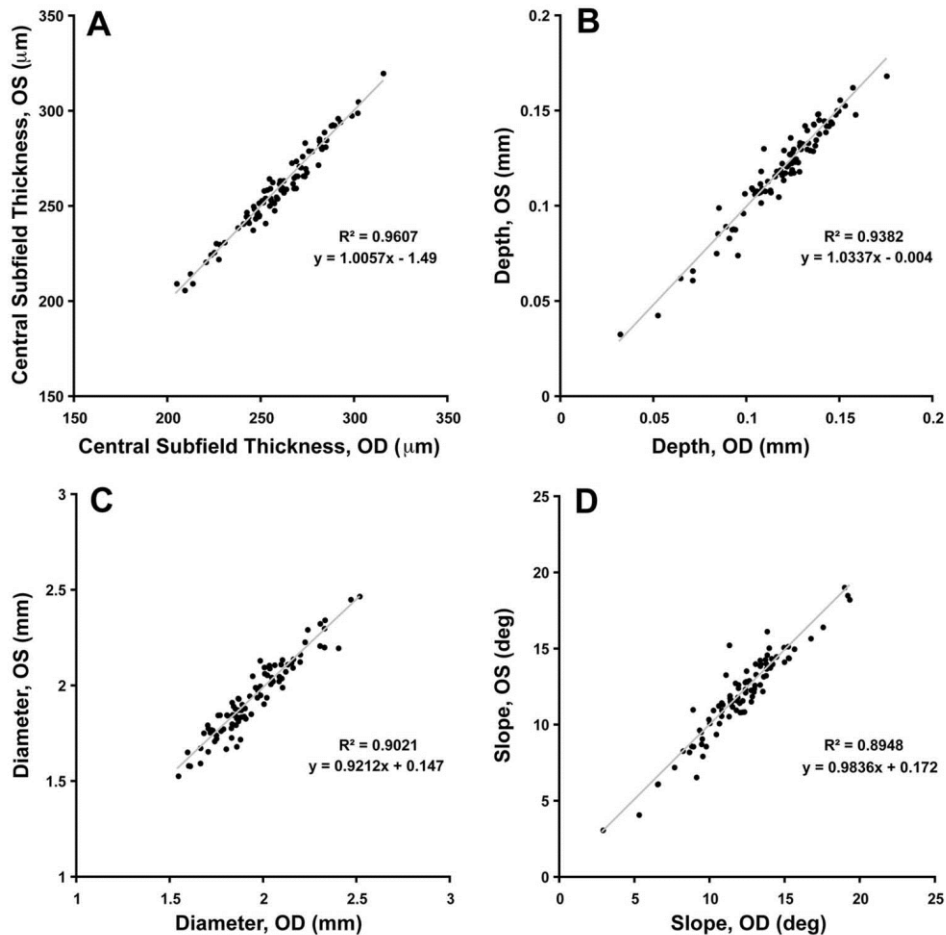 A
350
300
250
200
150
150
200
250
300
350
Central Subfield Thickness, OS (μm)
Central Subfield Thickness, OD (μm)
R² = 0.9607
y = 1.0057x - 1.49
B
0.2
0.15
0.1
0.05
0
0
0.05
0.1
0.15
0.2
Depth, OS (mm)
Depth, OD (mm)
R² = 0.9382
y = 1.0337x - 0.004
C
3
2.5
2
1.5
1
1
1.5
2
2.5
3
Diameter, OS (mm)
Diameter, OD (mm)
R² = 0.9021
y = 0.9212x + 0.147
D
25
20
15
10
5
0
0
5
10
15
20
25
Slope, OS (deg)
Slope, OD (deg)
R² = 0.8948
y = 0.9836x + 0.172